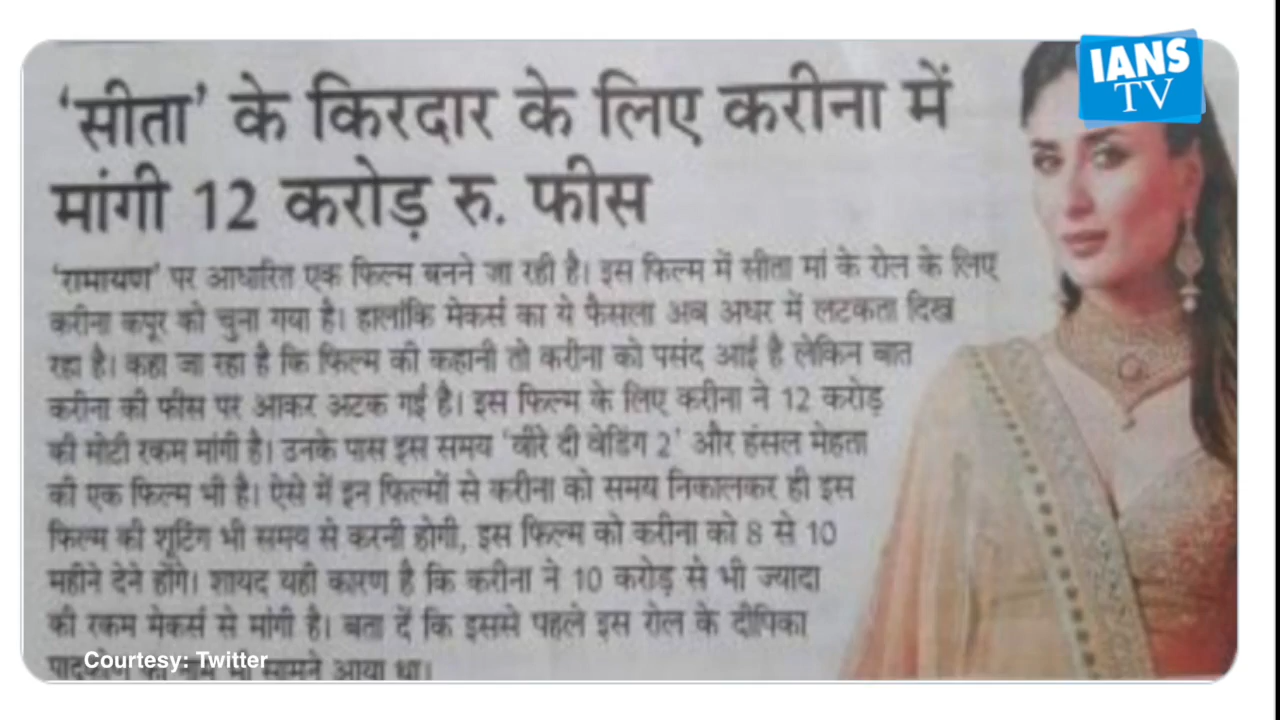 'सीता' के किरदार के लिए करीना में
मांगी 12 करोड़ रु. फीस
'रामायण' पर आधारित एक फिल्म बनने जा रही है। इस फिल्म में सीता मां के रोल के लिए
करीना कपूर को चुना गया है। हालांकि मेकर्स का ये फैसला अब अधर में लटकता दिख
रहा है। कहा जा रहा है कि फिल्म की कहानी तो करीना को पसंद आई है लेकिन बात
करीना की फीस पर आकर अटक गई है। इस फिल्म के लिए करीना ने 12 करोड़
की मोटी रकम मांगी है। उनके पास इस समय 'वीरे दी वेडिंग 2' और हंसल मेहता
की एक फिल्म भी है। ऐसे में इन फिल्मों से करीना को समय निकालकर ही इस
फिल्म की शूटिंग भी समय से करनी होगी, इस फिल्म को करीना को 8 से 10
महीने देने होंगे। शायद यही कारण है कि करीना ने 10 करोड़ से भी ज्यादा
की रकम मेकर्स से मांगी है। बता दें कि इससे पहले इस रोल के दीपिका
सामने आया था।
Courtesy: Twitter
IANS
TV